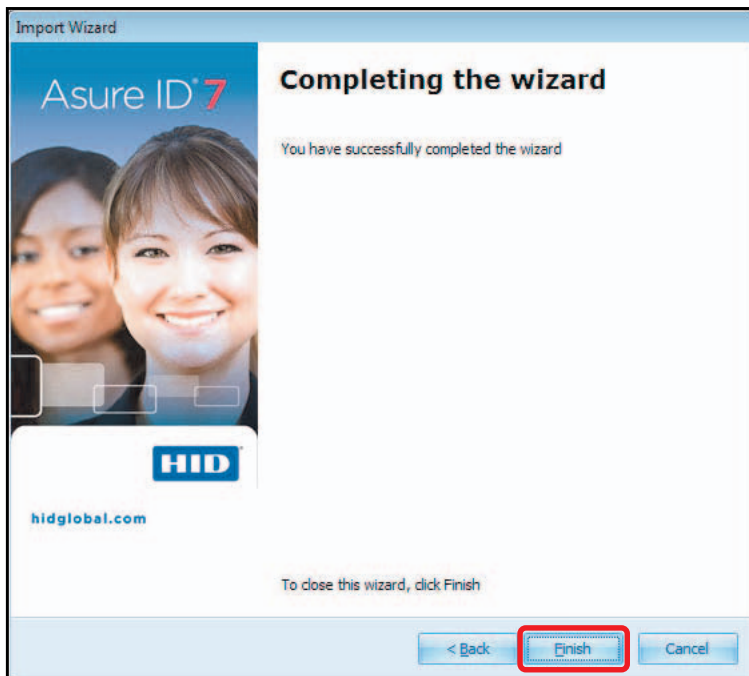 Import Wizard
Asure ID® 7
Completing the wizard
You have successfully completed the wizard
HID
hidglobal.com
To close this wizard, click Finish
< Back
Finish
Cancel